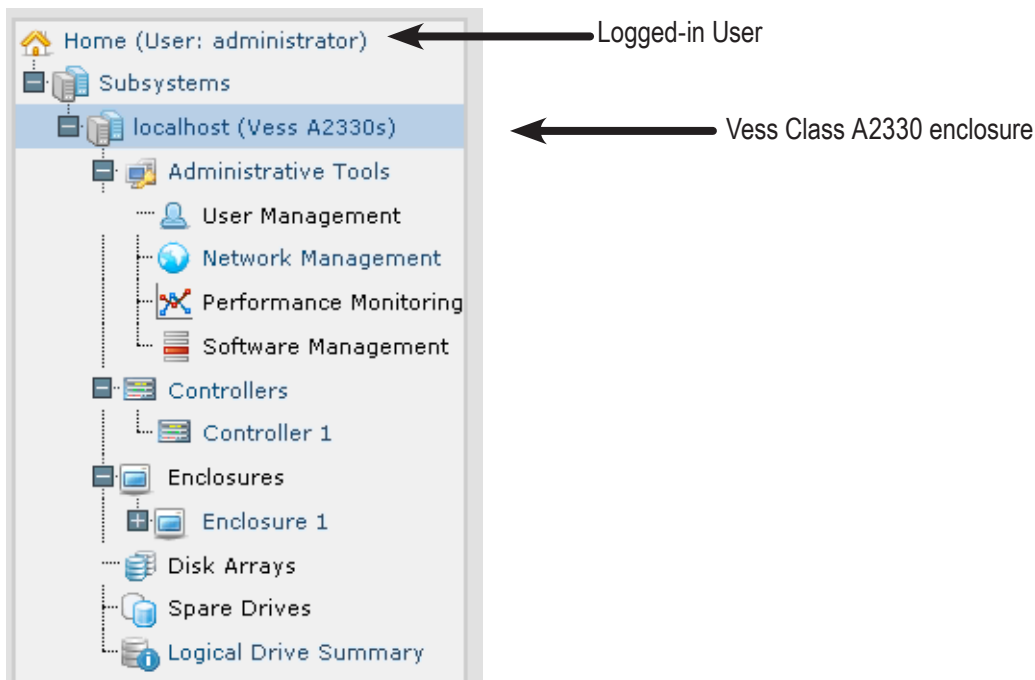 Home (User: administrator)
Logged-in User
Subsystems
localhost (Vess A2330s)
Vess Class A2330 enclosure
Administrative Tools
User Management
Network Management
Performance Monitoring
Software Management
Controllers
Controller 1
Enclosures
Enclosure 1
Disk Arrays
Spare Drives
Logical Drive Summary